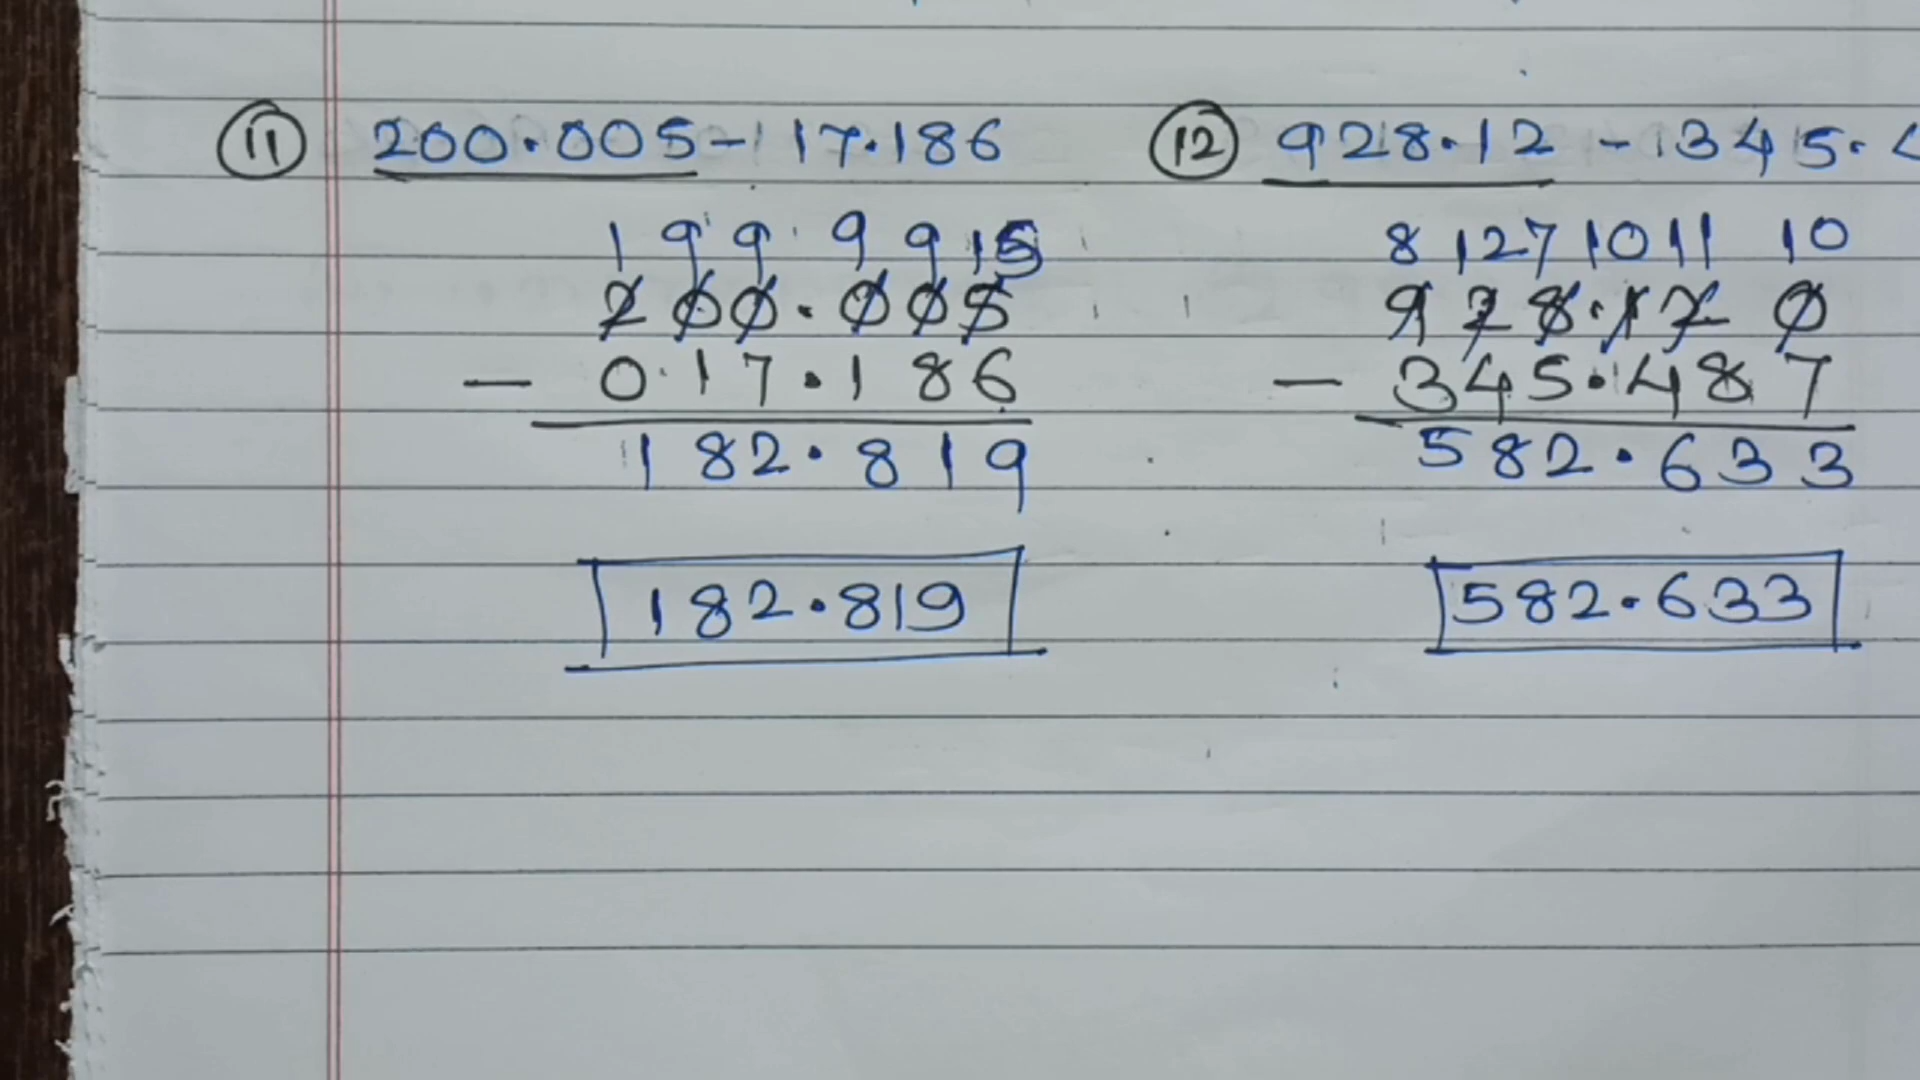 11 200.005 - 17.186
1 9 9 9 9 15
200.005
- 017.186
182.819
182.819
12 928.12 - 345.4
8 12 7 10 11 10
928.120
- 345.487
582.633
582.633